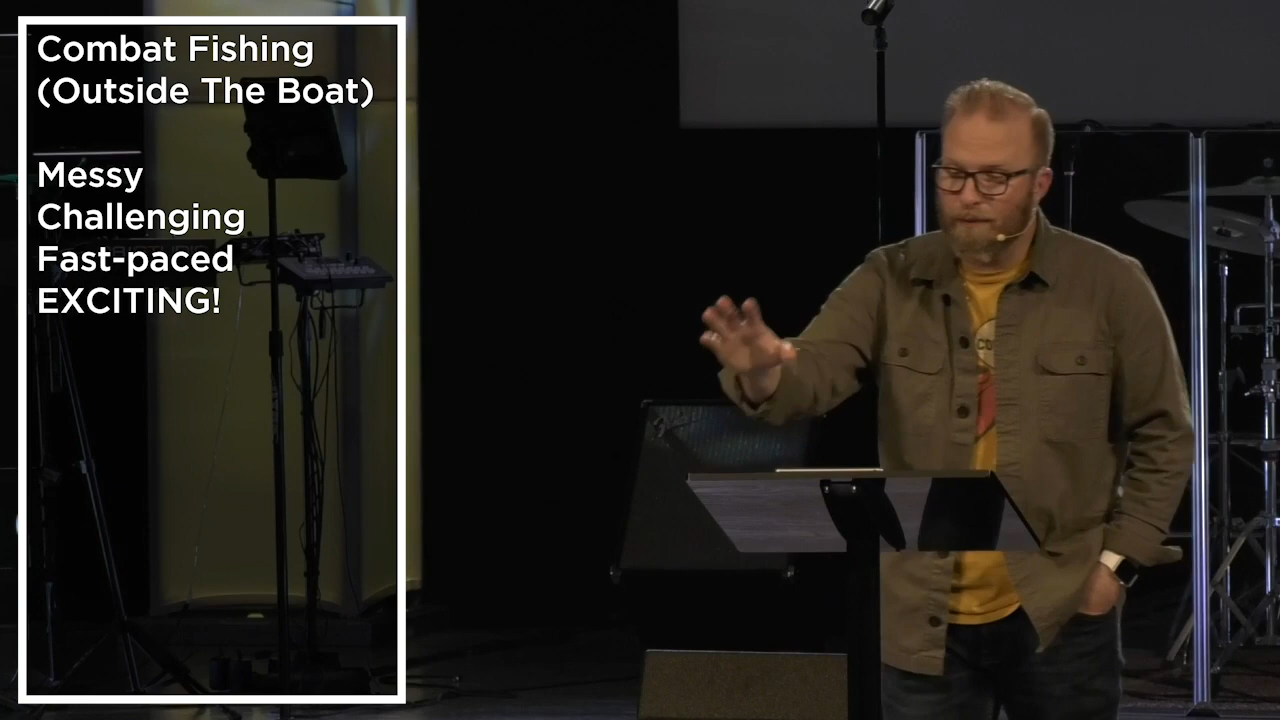 Combat Fishing
(Outside The Boat)
Messy
Challenging
Fast-paced
EXCITING!